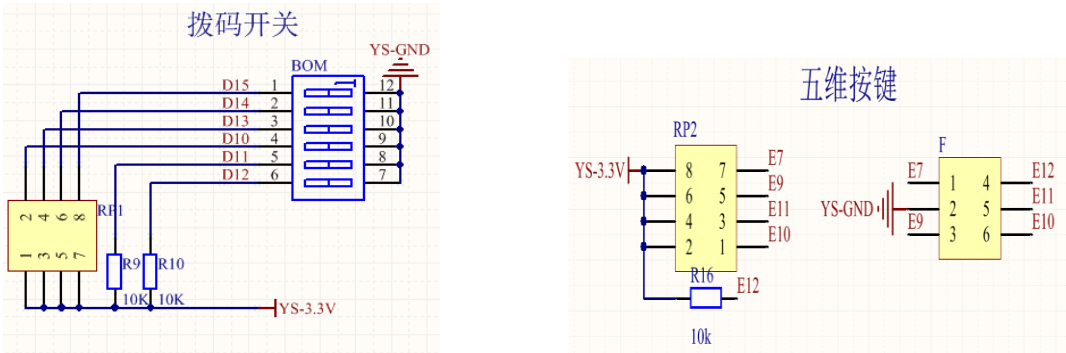 拨码开关
YS-GND
BOM
D15 1 12
D14 2 11
D13 3 10
D10 4 9
D11 5 8
D12 6 7
2 4 6 8 RP1
1 3 5 7
R9 R10
10K 10K
YS-3.3V
五维按键
RP2
YS-3.3V 8 7 E7
6 5 E9
4 3 E11
2 1 E10
R16 E12
10k
F
E7 1 4 E12
YS-GND 2 5 E11
E9 3 6 E10